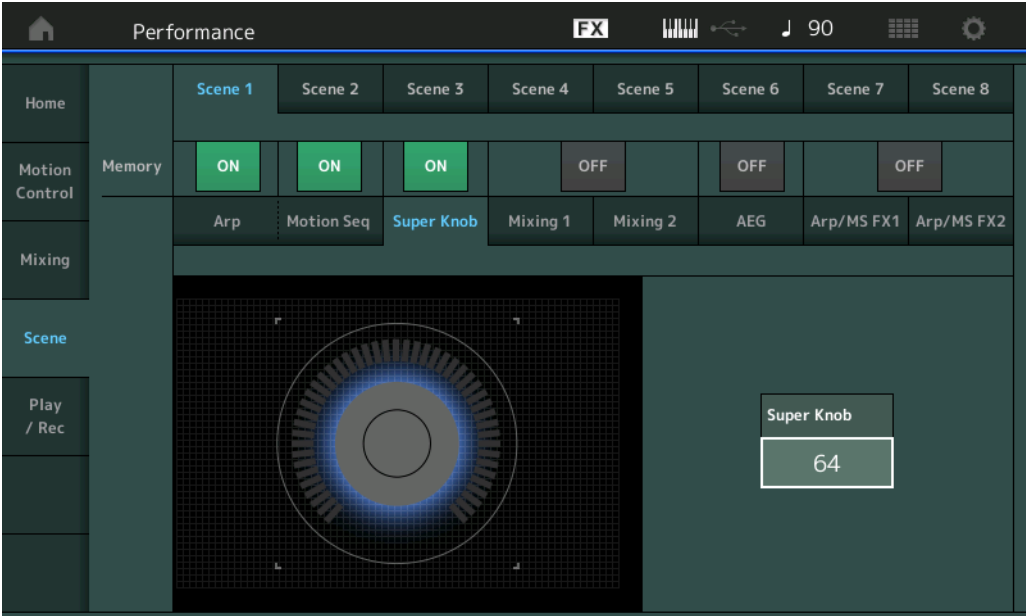 Performance
FX
90
Home
Motion
Control
Mixing
Scene
Play
/ Rec
Scene 1
Scene 2
Scene 3
Scene 4
Scene 5
Scene 6
Scene 7
Scene 8
Memory
ON
ON
ON
OFF
OFF
OFF
Arp
Motion Seq
Super Knob
Mixing 1
Mixing 2
AEG
Arp/MS FX1
Arp/MS FX2
Super Knob
64